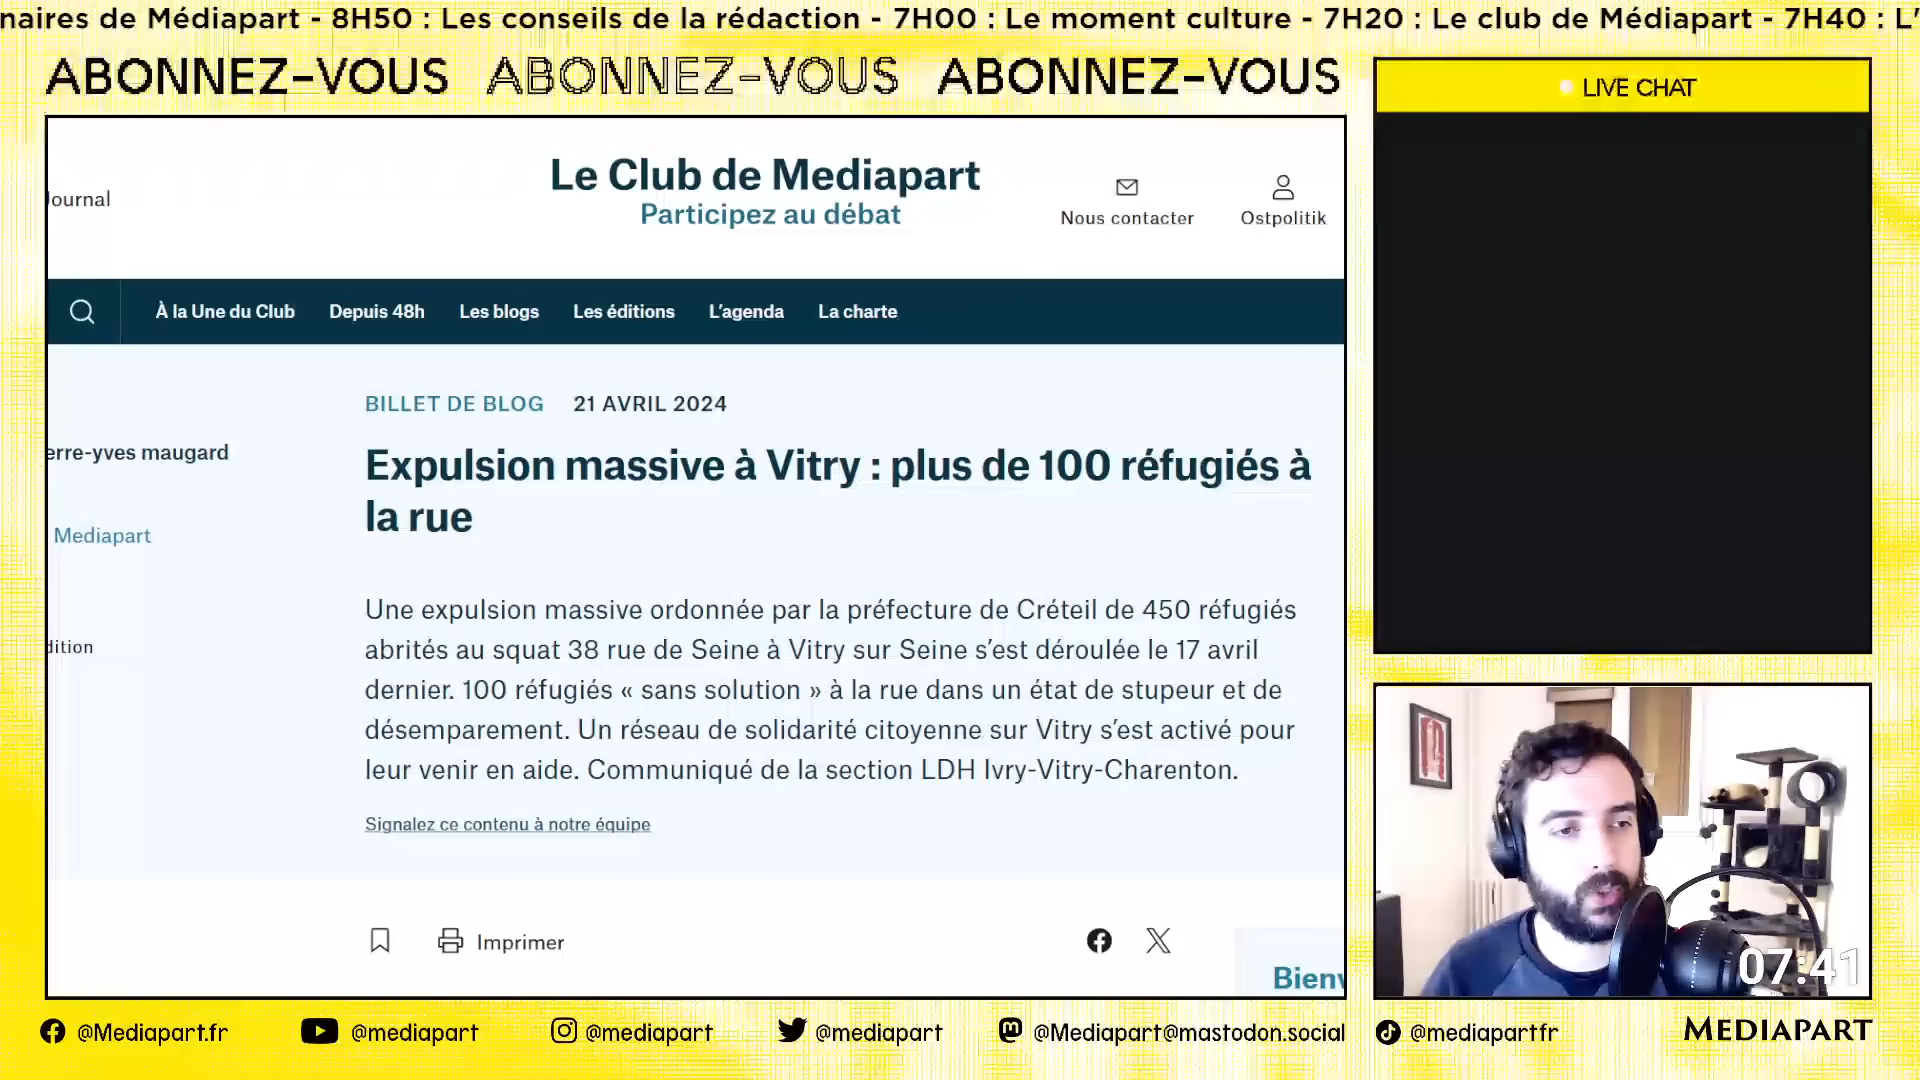 naires de Médiapart - 8H50 : Les conseils de la rédaction - 7H00 : Le moment culture - 7H20 : Le club de Médiapart - 7H40 : L'
ABONNEZ-VOUS ABONNEZ-VOUS ABONNEZ-VOUS
LIVE CHAT
Le Club de Mediapart
Participez au débat
Journal
Nous contacter
Ostpolitik
À la Une du Club
Depuis 48h
Les blogs
Les éditions
L'agenda
La charte
BILLET DE BLOG 21 AVRIL 2024
erre-yves maugard
Expulsion massive à Vitry : plus de 100 réfugiés à
la rue
Mediapart
Une expulsion massive ordonnée par la préfecture de Créteil de 450 réfugiés
abrités au squat 38 rue de Seine à Vitry sur Seine s'est déroulée le 17 avril
dernier. 100 réfugiés « sans solution » à la rue dans un état de stupeur et de
désemparement. Un réseau de solidarité citoyenne sur Vitry s'est activé pour
leur venir en aide. Communiqué de la section LDH Ivry-Vitry-Charenton.
dition
Signalez ce contenu à notre équipe
Imprimer
Bienv
07:41
@Mediapart.fr
@mediapart
@mediapart
@mediapart
@Mediapart@mastodon.social
@mediapartfr
MEDIAPART